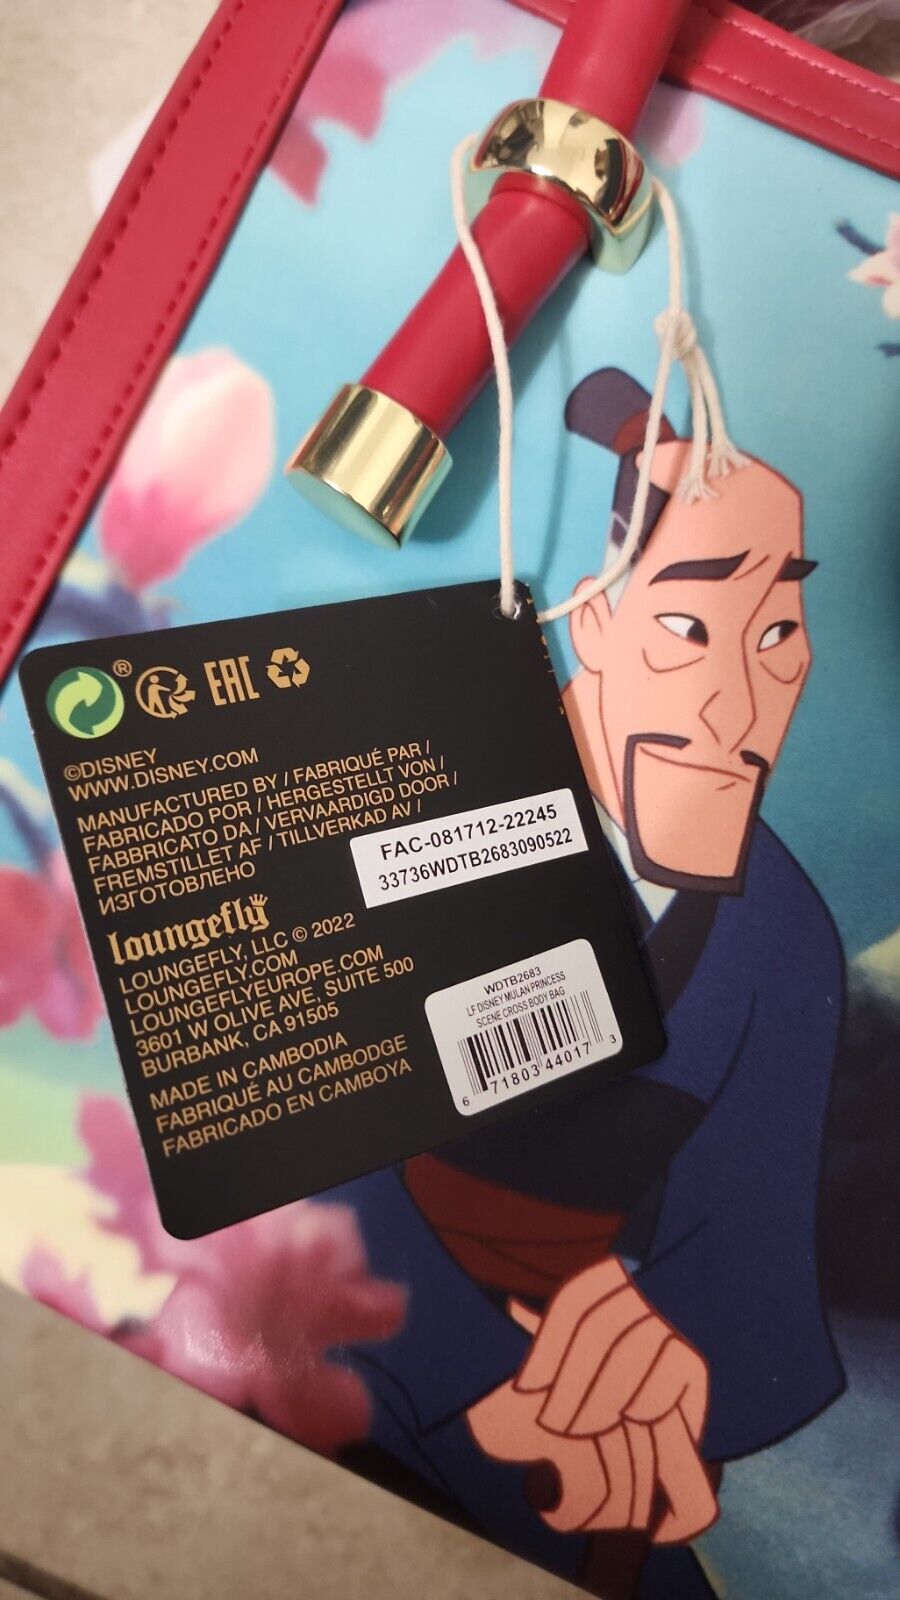 ® EAC
©DISNEY
WWW.DISNEY.COM
MANUFACTURED BY / FABRIQUÉ PAR /
FABRICADO POR / HERGESTELLT VON /
FABBRICATO DA / VERVAARDIGD DOOR /
FREMSTILLET AF / TILLVERKAD AV /
ИЗГОТОВЛЕНО
FAC-081712-22245
33736WDTB2683090522
loungefly
LOUNGEFLY, LLC © 2022
LOUNGEFLY.COM
LOUNGEFLYEUROPE.COM
3601 W OLIVE AVE, SUITE 500
BURBANK, CA 91505
MADE IN CAMBODIA
FABRIQUÉ AU CAMBODGE
FABRICADO EN CAMBOYA
WDTB2683
LF DISNEY MULAN PRINCESS
SCENE CROSS BODY BAG
6 71803 44017 3